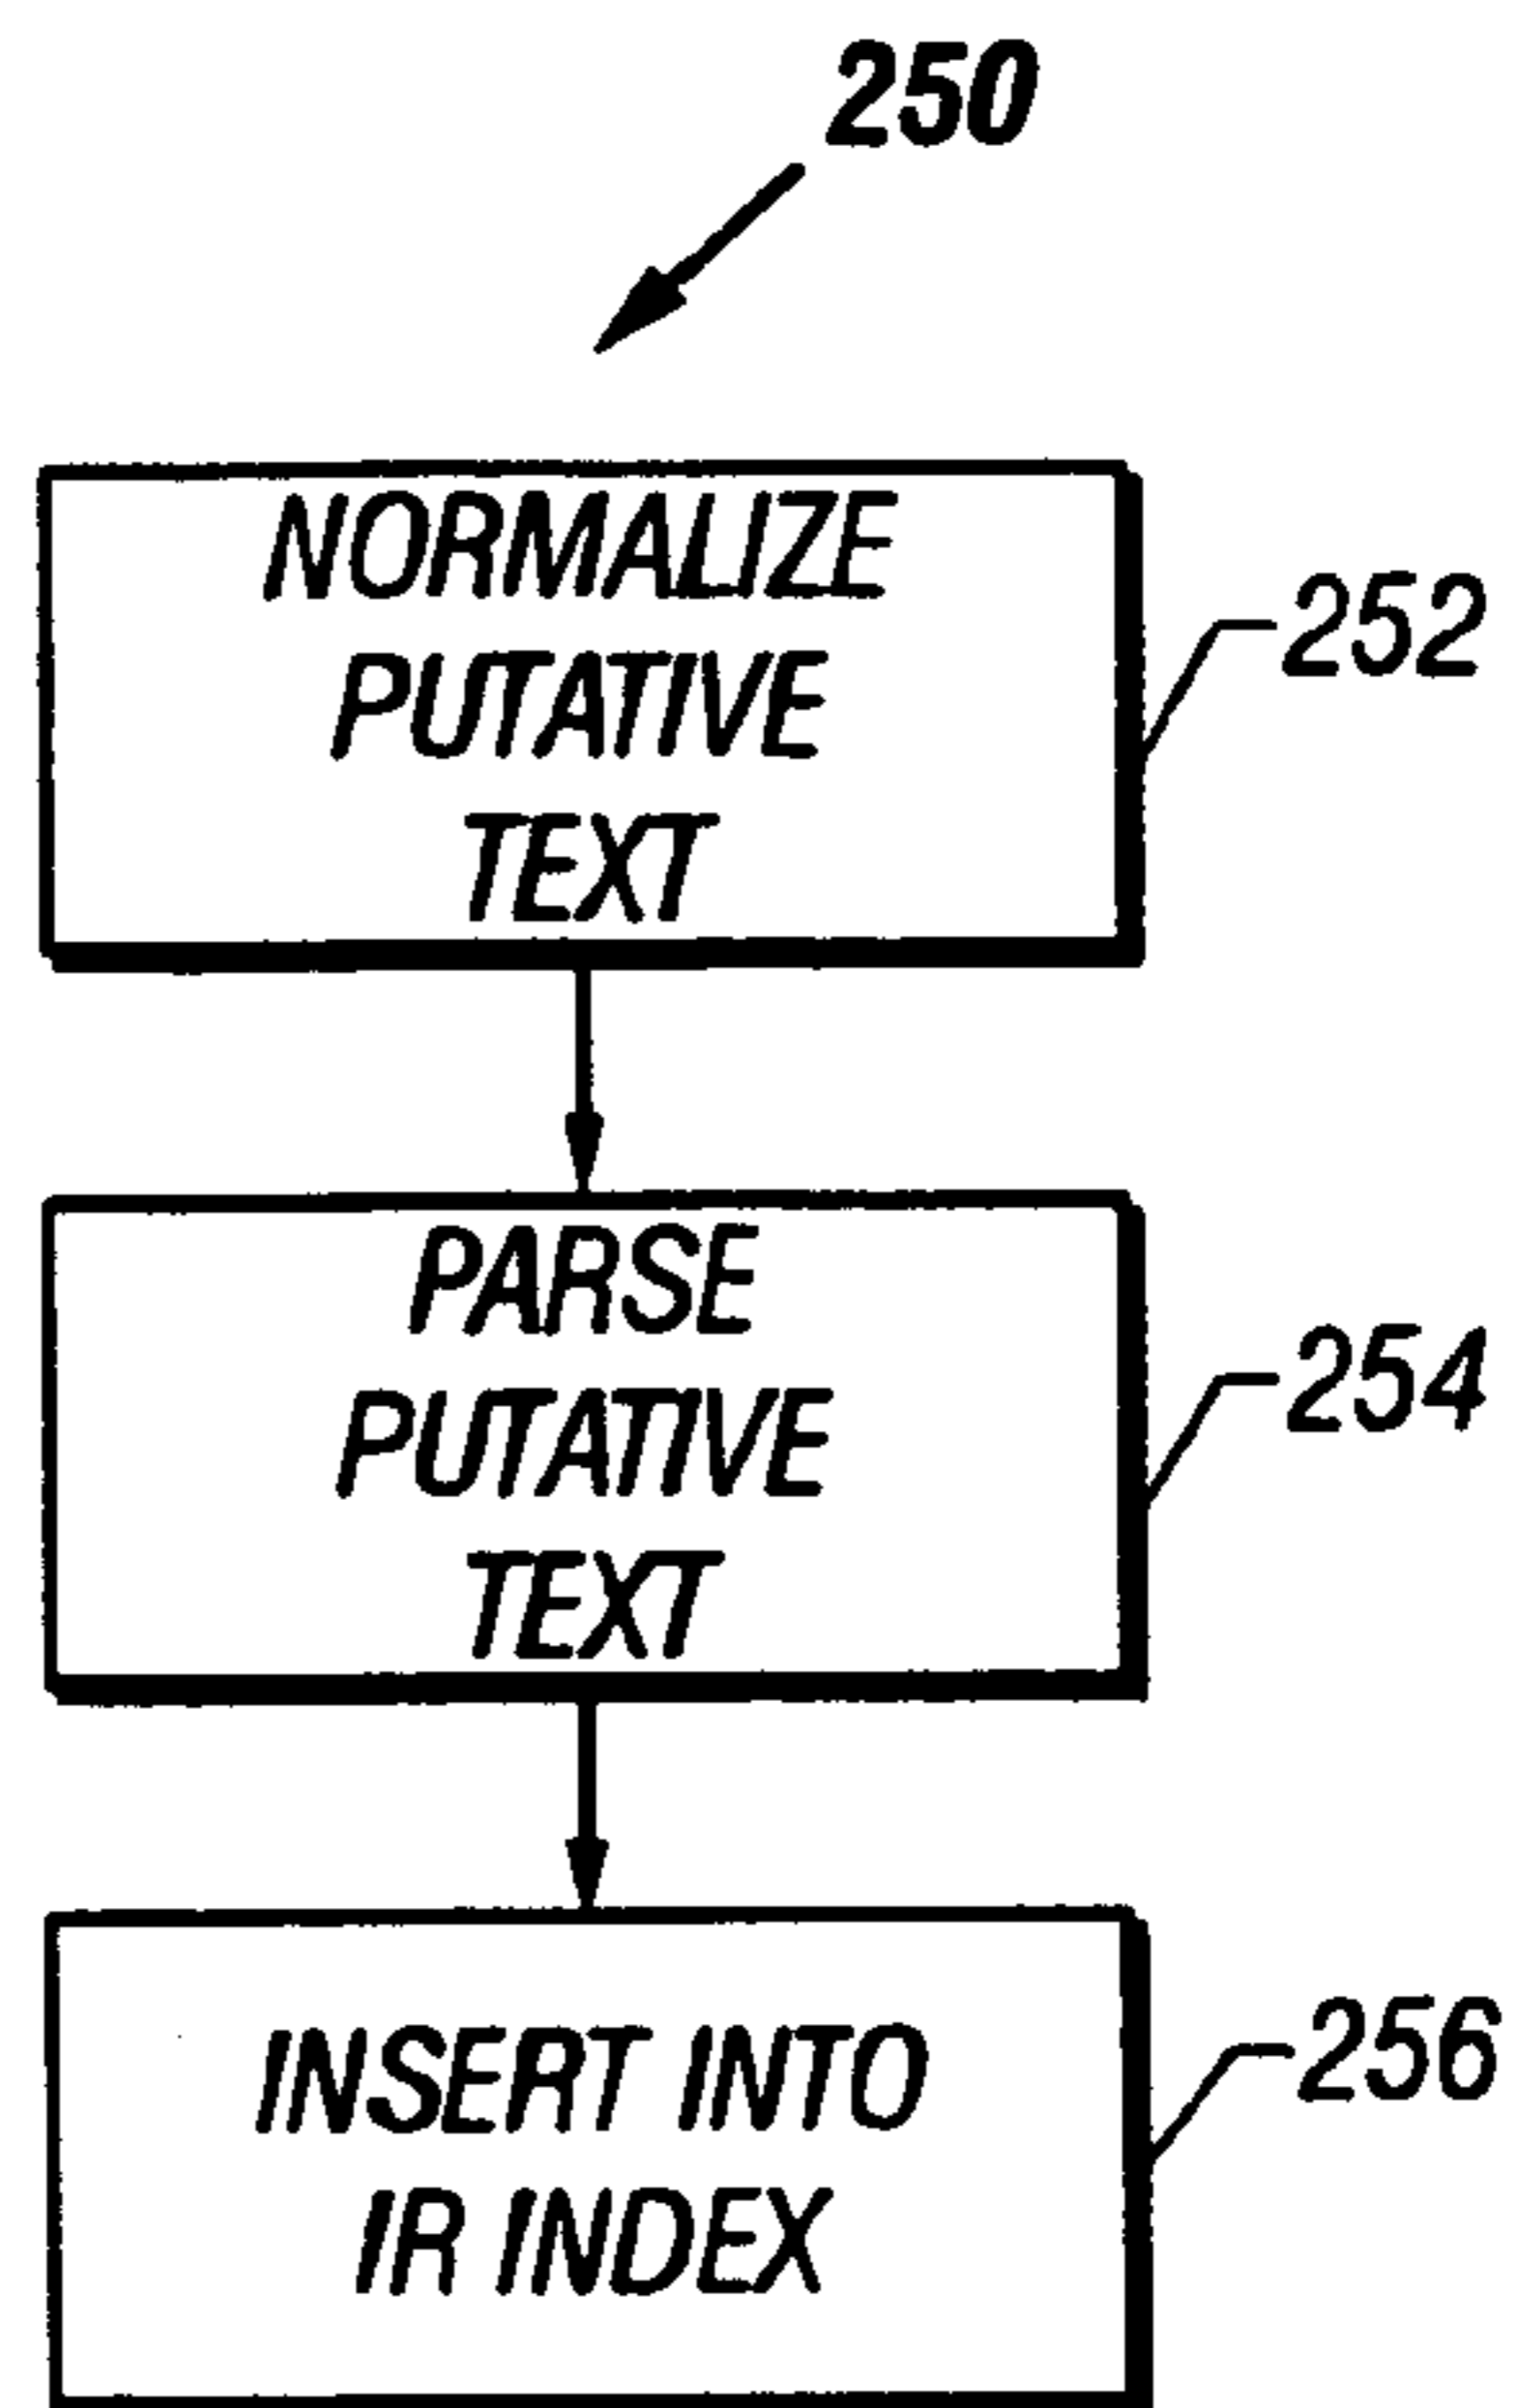 250
NORMALIZE
PUTATIVE
TEXT
252
PARSE
PUTATIVE
TEXT
254
INSERT INTO
IR INDEX
256